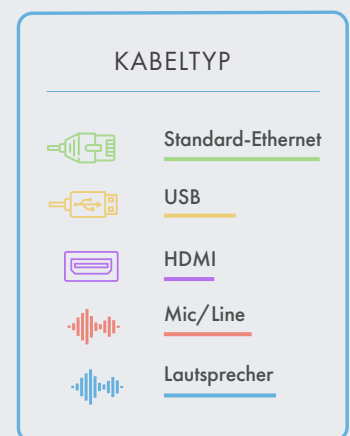 KABELTYP
Standard-Ethernet
USB
HDMI
Mic/Line
Lautsprecher